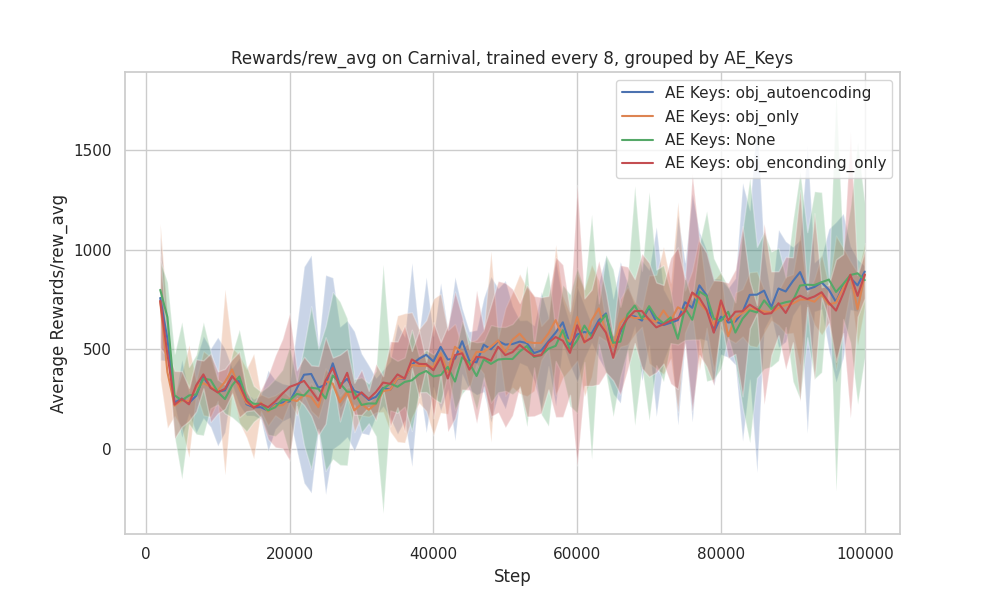 Rewards/rew_avg on Carnival, trained every 8, grouped by AE_Keys
AE Keys: obj_autoencoding
AE Keys: obj_only
AE Keys: None
AE Keys: obj_enconding_only
Average Rewards/rew_avg
1500
1000
500
0
0
20000
40000
60000
80000
100000
Step